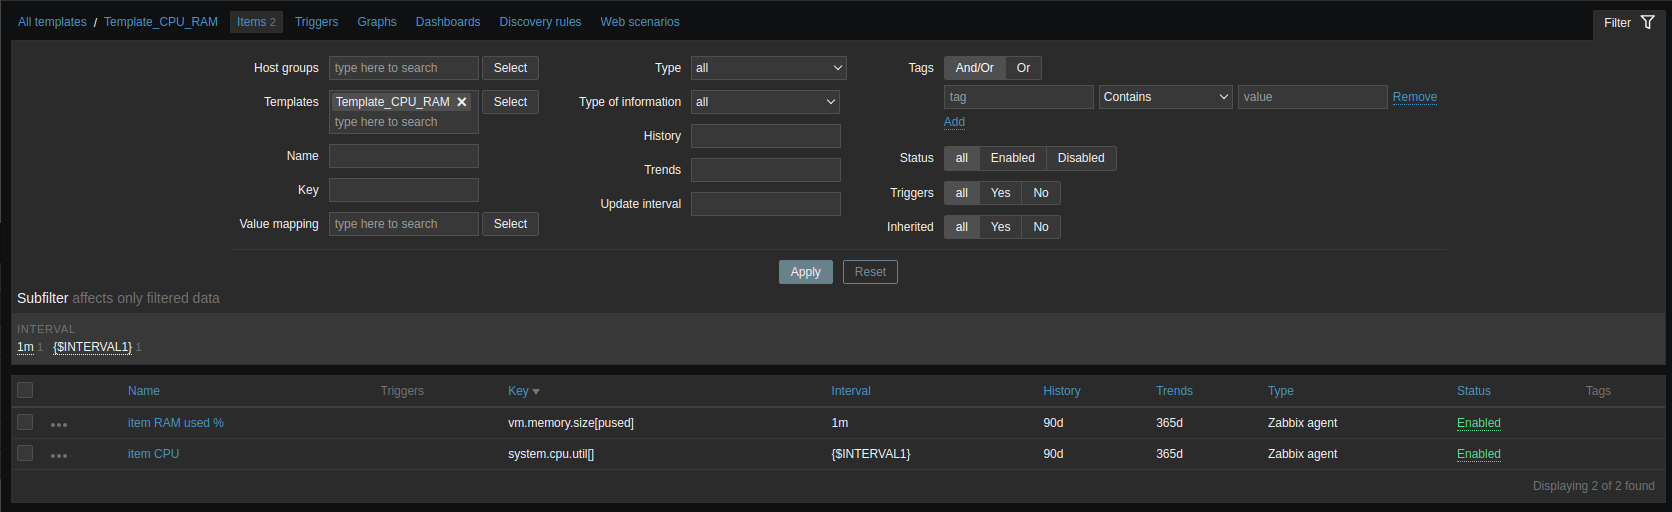 All templates / Template_CPU_RAM Items 2 Triggers Graphs Dashboards Discovery rules Web scenarios
Filter
Host groups type here to search Select
Templates Template_CPU_RAM Select
type here to search
Name
Key
Value mapping type here to search Select
Type all
Type of information all
History
Trends
Update interval
Tags And/Or Or
tag Contains value Remove
Add
Status all Enabled Disabled
Triggers all Yes No
Inherited all Yes No
Apply Reset
Subfilter affects only filtered data
INTERVAL
1m 1 {$INTERVAL1} 1
Name Triggers Key Interval History Trends Type Status Tags
item RAM used % vm.memory.size[pused] 1m 90d 365d Zabbix agent Enabled
item CPU system.cpu.util[] {$INTERVAL1} 90d 365d Zabbix agent Enabled
Displaying 2 of 2 found